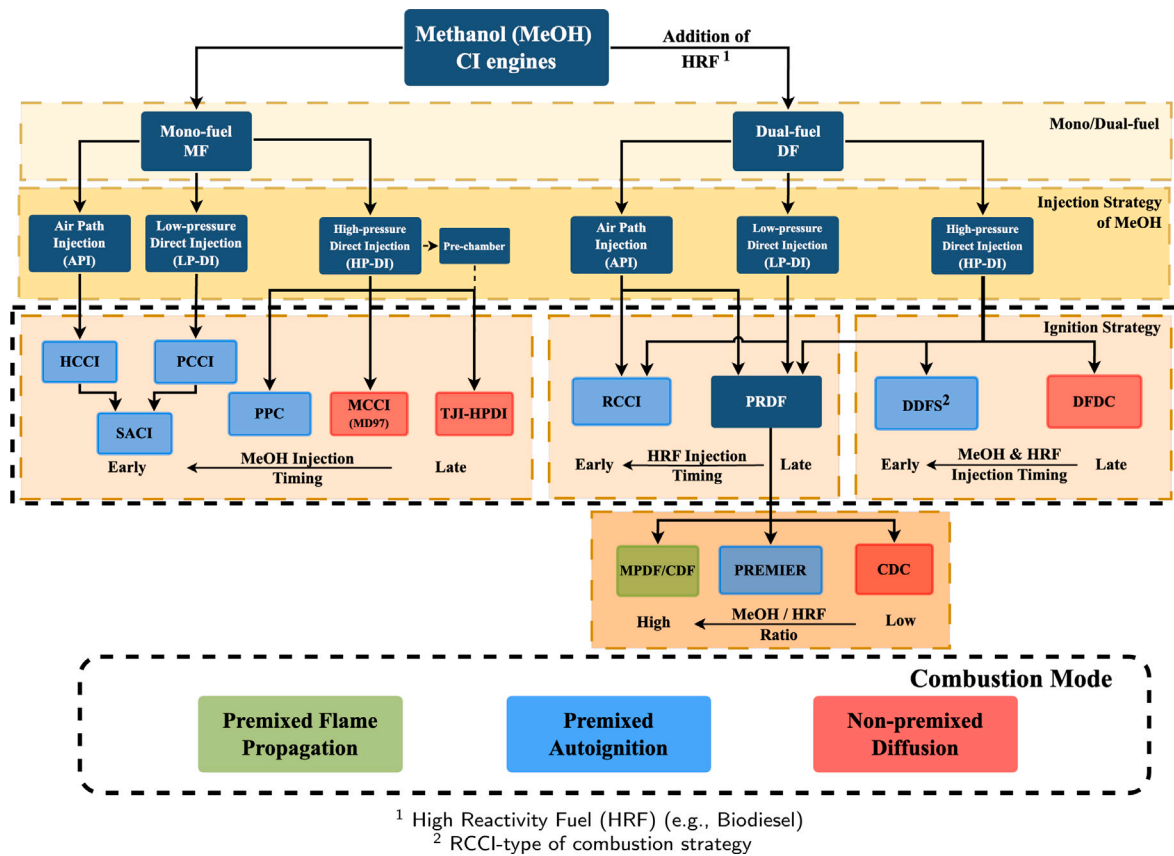 Methanol (MeOH)
CI engines
Addition of
HRF 1
Mono/Dual-fuel
Mono-fuel
MF
Dual-fuel
DF
Injection Strategy
of MeOH
Air Path
Injection
(API)
Low-pressure
Direct Injection
(LP-DI)
High-pressure
Direct Injection
(HP-DI)
Pre-chamber
Air Path
Injection
(API)
Low-pressure
Direct Injection
(LP-DI)
High-pressure
Direct Injection
(HP-DI)
Ignition Strategy
HCCI
PCCI
SACI
PPC
MCCI
(MD97)
TJI-HPDI
Early
MeOH Injection
Timing
Late
RCCI
PRDF
Early
HRF Injection
Timing
Late
DDFS2
DFDC
Early
MeOH & HRF
Injection Timing
Late
MPDF/CDF
PREMIER
CDC
High
MeOH / HRF
Ratio
Low
Combustion Mode
Premixed Flame
Propagation
Premixed
Autoignition
Non-premixed
Diffusion
1 High Reactivity Fuel (HRF) (e.g., Biodiesel)
2 RCCI-type of combustion strategy